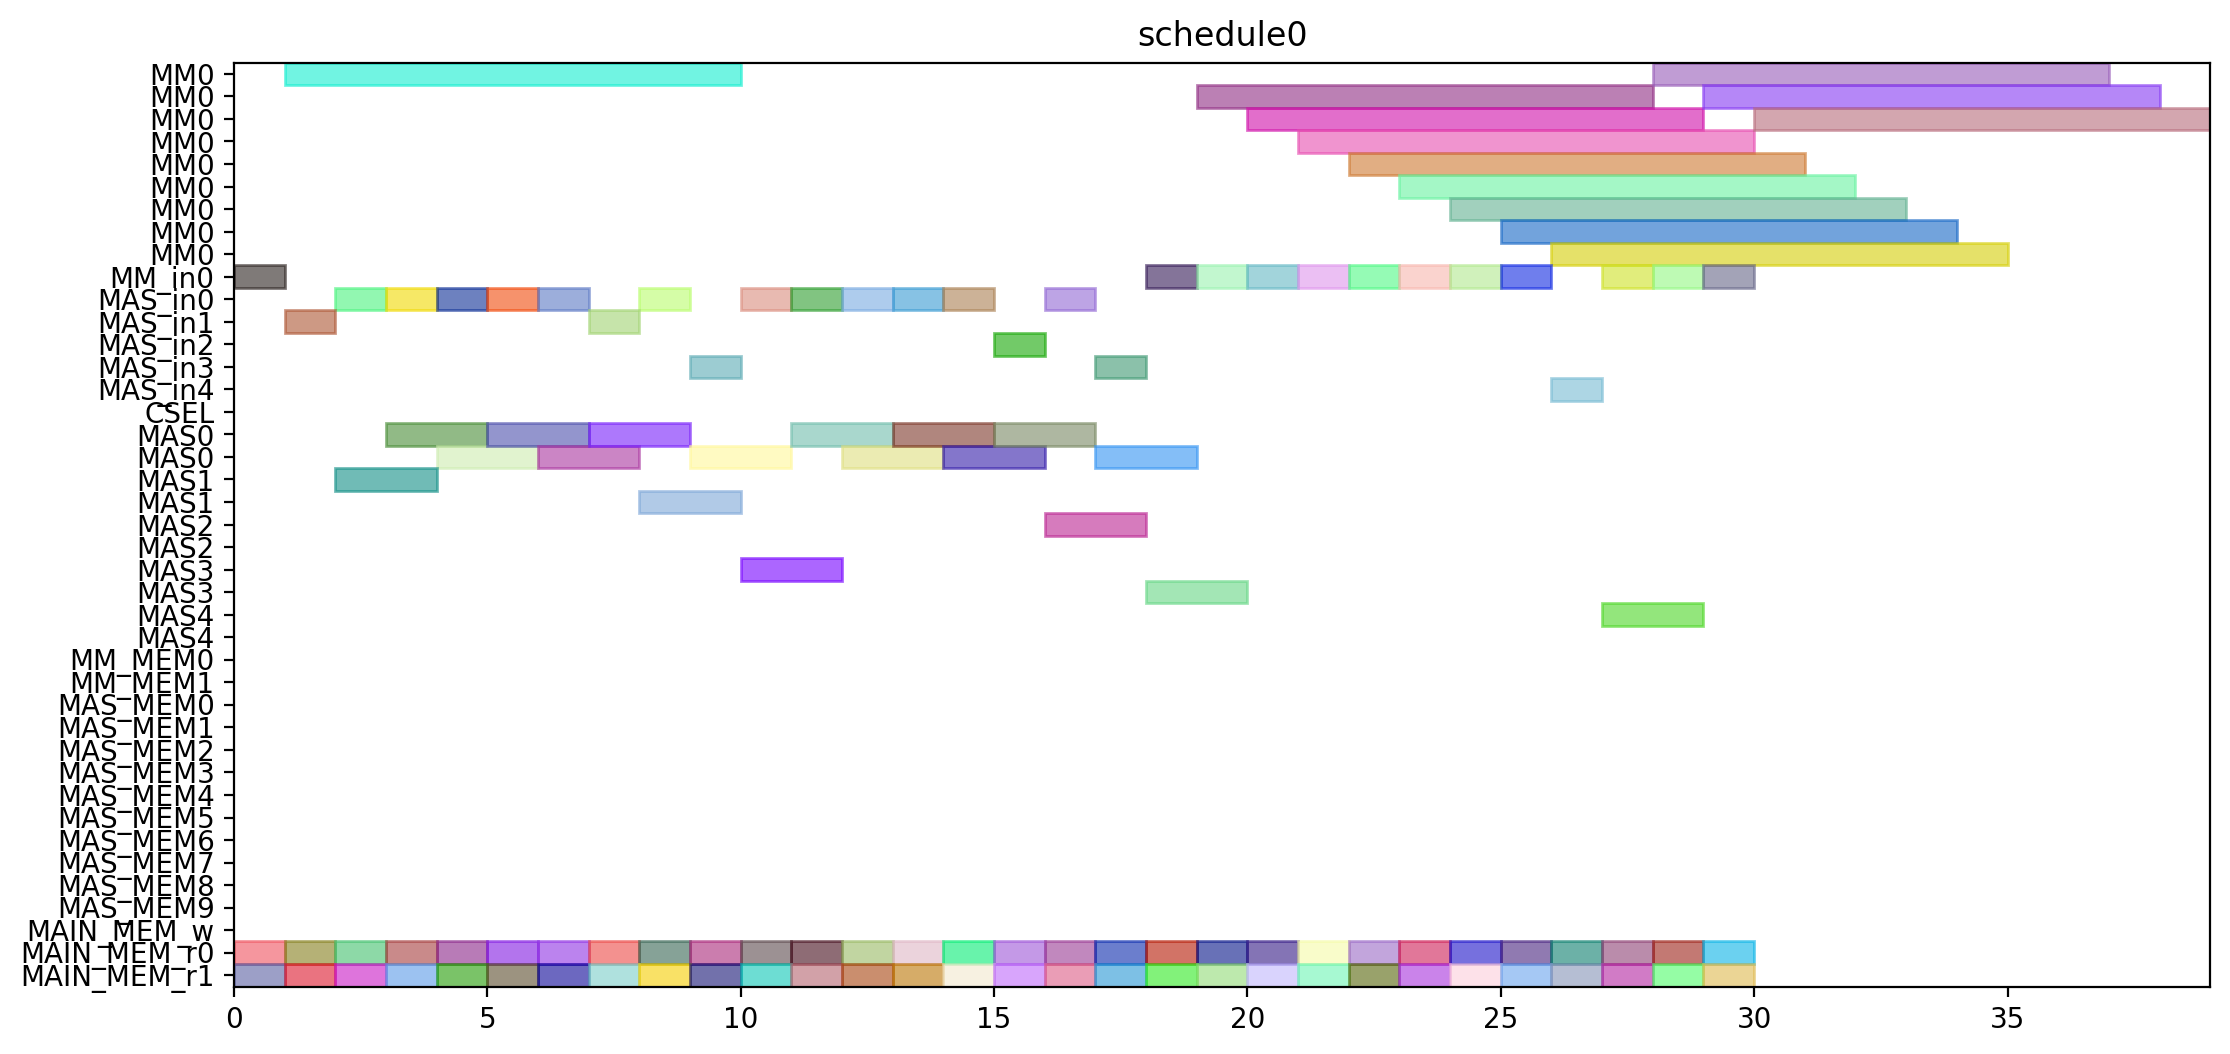 schedule0
MM0
MM0
MM0
MM0
MM0
MM0
MM0
MM0
MM0
MM_in0
MAS_in0
MAS_in1
MAS_in2
MAS_in3
MAS_in4
CSEL
MAS0
MAS0
MAS1
MAS1
MAS2
MAS2
MAS3
MAS3
MAS4
MAS4
MM_MEM0
MM_MEM1
MAS_MEM0
MAS_MEM1
MAS_MEM2
MAS_MEM3
MAS_MEM4
MAS_MEM5
MAS_MEM6
MAS_MEM7
MAS_MEM8
MAS_MEM9
MAIN_MEM_w
MAIN_MEM_r0
MAIN_MEM_r1
0 5 10 15 20 25 30 35